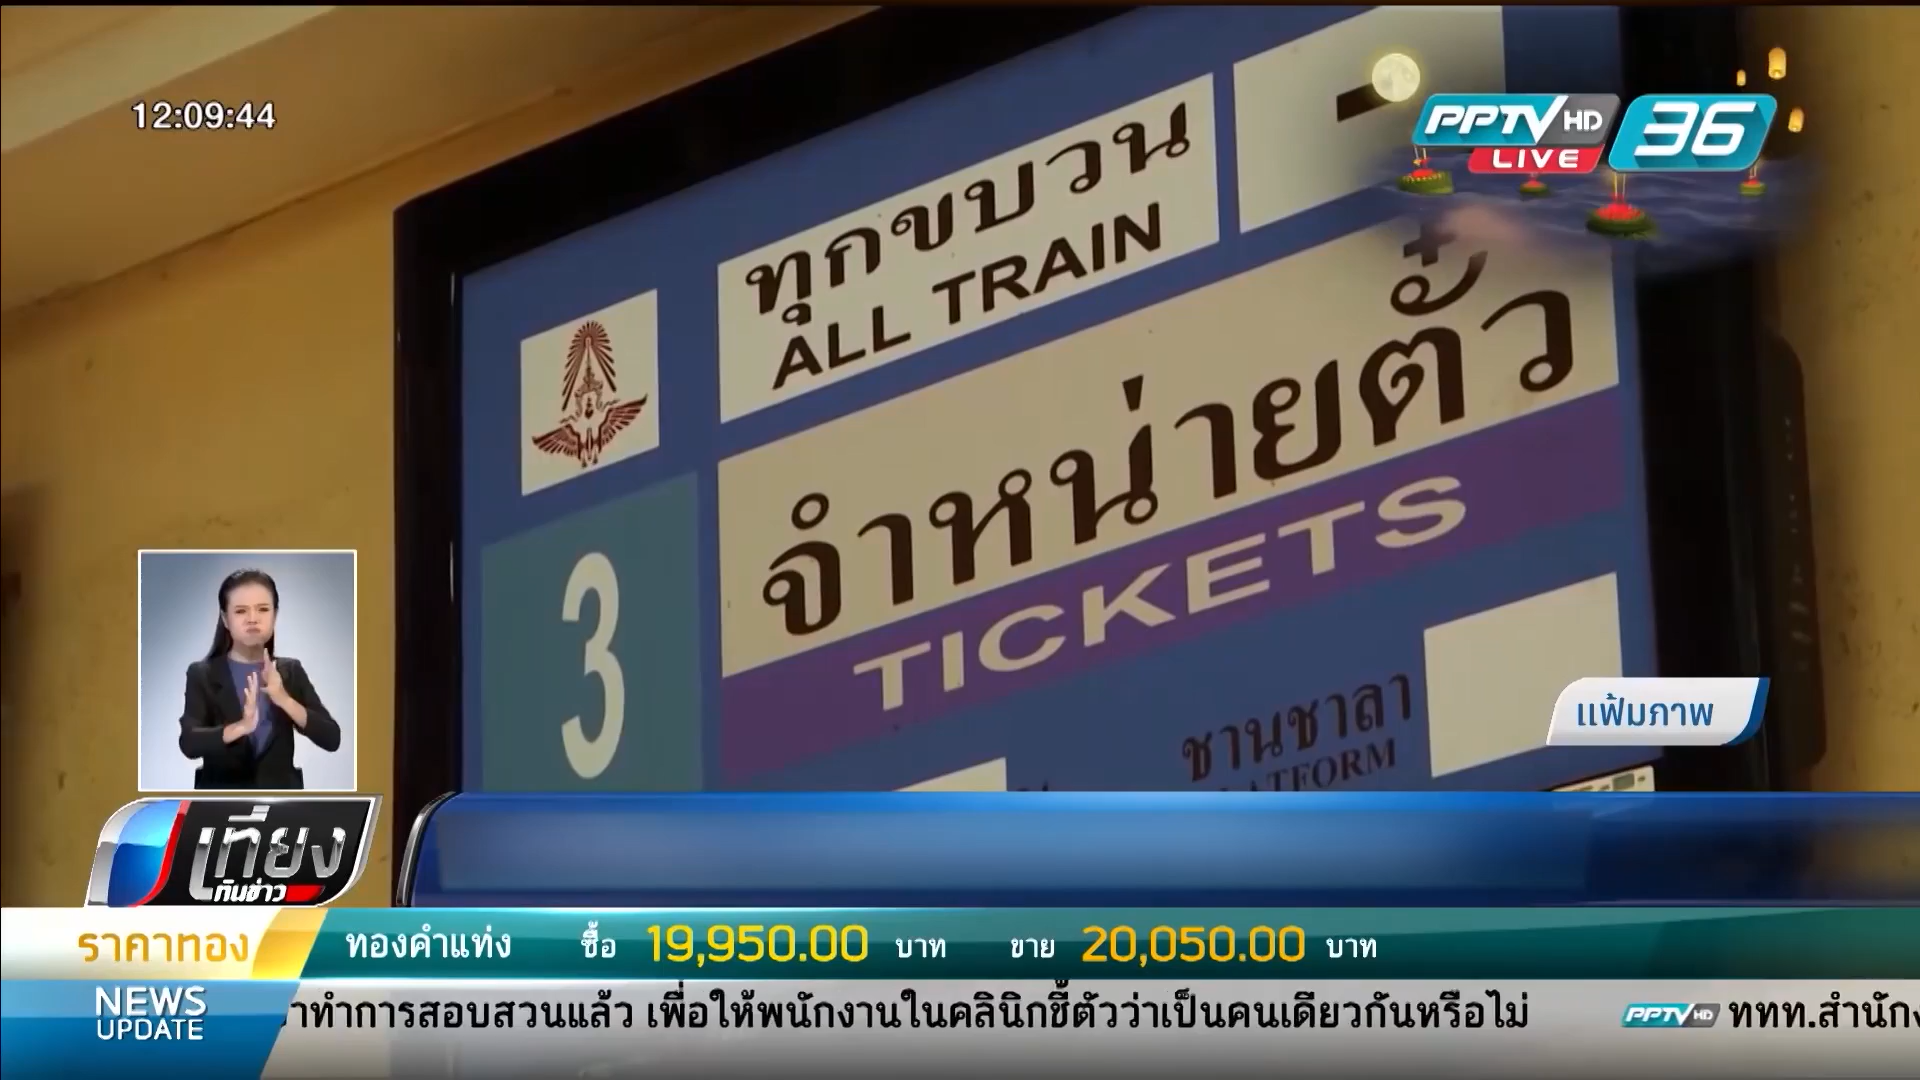 12:09:44
PPTV HD 36
LIVE
ทุกขบวน
ALL TRAIN
จำหน่ายตั๋ว
TICKETS
3
ชานชาลา
แฟ้มภาพ
เที่ยง
ทันข่าว
ราคาทอง ทองคำแท่ง ซื้อ 19,950.00 บาท ขาย 20,050.00 บาท
NEWS
UPDATE
าทำการสอบสวนแล้ว เพื่อให้พนักงานในคลินิกชี้ตัวว่าเป็นคนเดียวกันหรือไม่ PPTV HD ททท.สำนักง